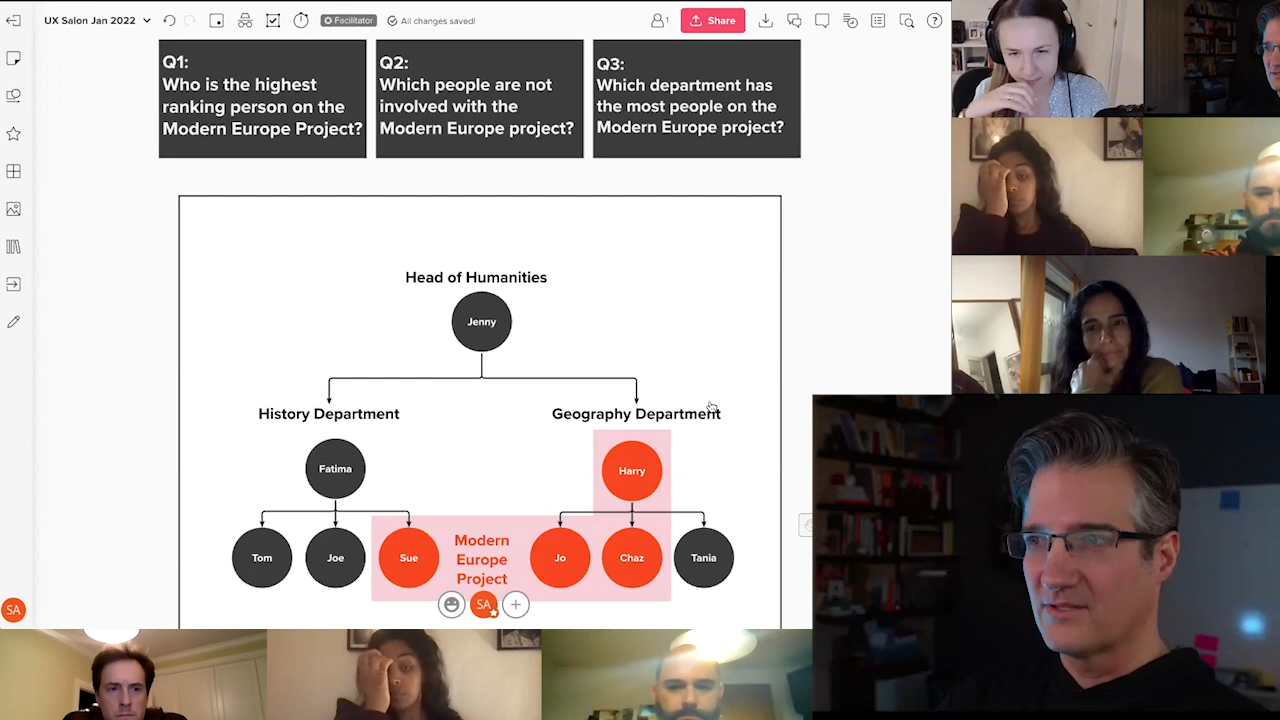 UX Salon Jan 2022
Facilitator
All changes saved!
1
Share
?
Q1:
Who is the highest
ranking person on the
Modern Europe Project?
Q2:
Which people are not
involved with the
Modern Europe project?
Q3:
Which department has
the most people on the
Modern Europe project?
Head of Humanities
Jenny
History Department
Geography Department
Fatima
Harry
Tom
Joe
Sue
Modern
Europe
Project
Jo
Chaz
Tania
SA
SA